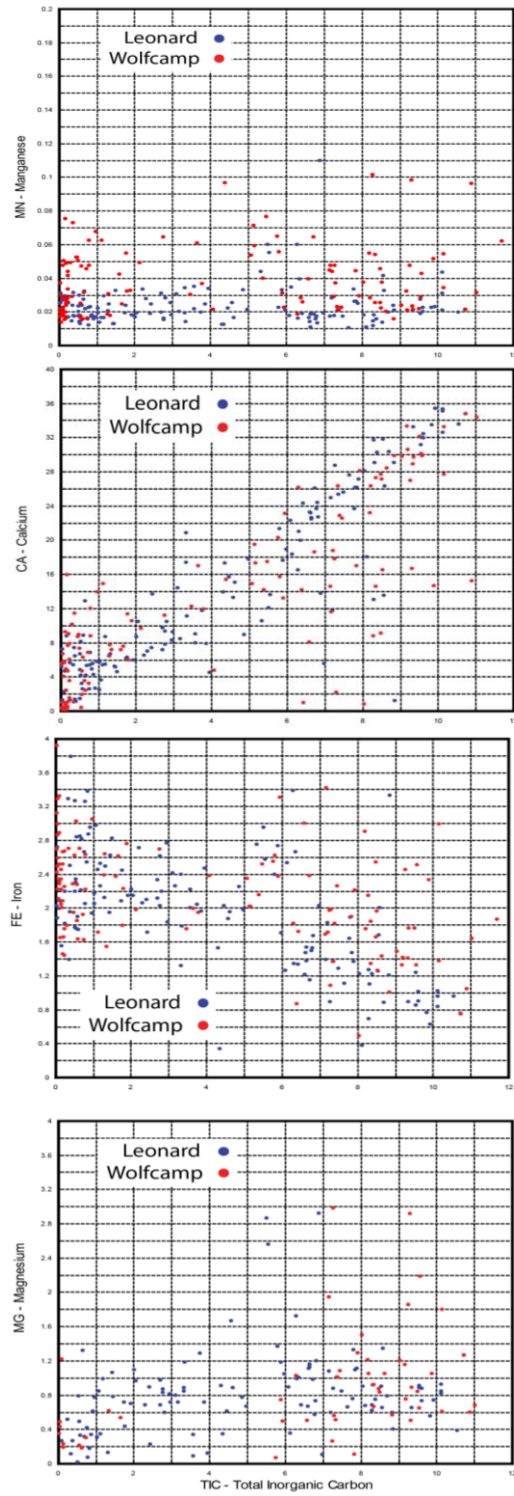 0.2
Leonard
Wolfcamp
0.18
0.16
0.14
0.12
MN - Manganese
0.1
0.08
0.06
0.04
0.02
0
0 2 4 6 8 10 12
40
Leonard
Wolfcamp
36
32
28
24
CA - Calcium
20
16
12
8
4
0
0 2 4 6 8 10 12
4
3.6
3.2
2.8
2.4
FE - Iron
2
1.6
1.2
Leonard
Wolfcamp
0.8
0.4
0
0 2 4 6 8 10 12
4
Leonard
Wolfcamp
3.6
3.2
2.8
2.4
MG - Magnesium
2
1.6
1.2
0.8
0.4
0
0 2 4 6 8 10 12
TIC - Total Inorganic Carbon